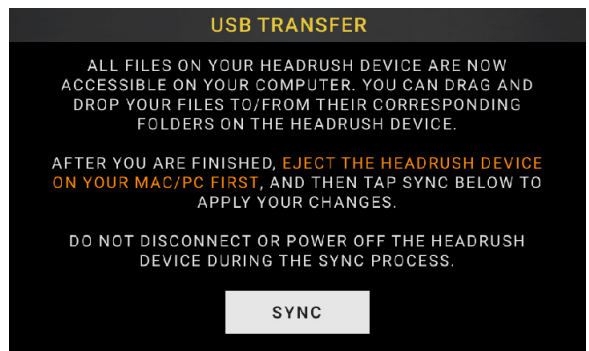 USB TRANSFER
ALL FILES ON YOUR HEADRUSH DEVICE ARE NOW
ACCESSIBLE ON YOUR COMPUTER. YOU CAN DRAG AND
DROP YOUR FILES TO/FROM THEIR CORRESPONDING
FOLDERS ON THE HEADRUSH DEVICE.
AFTER YOU ARE FINISHED, EJECT THE HEADRUSH DEVICE
ON YOUR MAC/PC FIRST, AND THEN TAP SYNC BELOW TO
APPLY YOUR CHANGES.
DO NOT DISCONNECT OR POWER OFF THE HEADRUSH
DEVICE DURING THE SYNC PROCESS.
SYNC